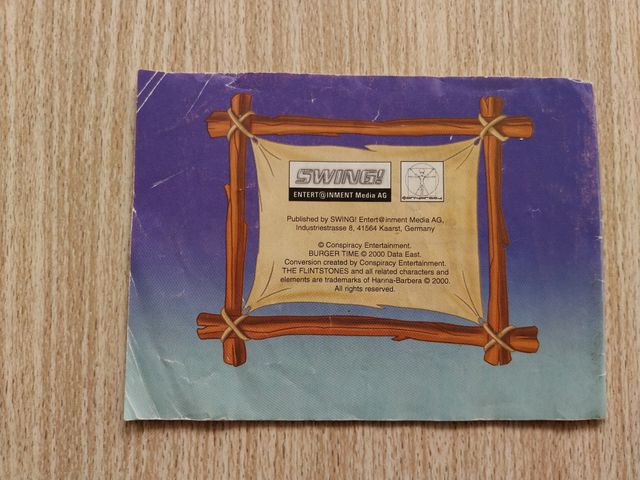 SWING!
ENTERT@INMENT Media AG
Published by SWING! Entert@inment Media AG,
Industriestrasse 8, 41564 Kaarst, Germany
© Conspiracy Entertainment.
BURGER TIME © 2000 Data East.
Conversion created by Conspiracy Entertainment.
THE FLINTSTONES and all related characters and
elements are trademarks of Hanna-Barbera © 2000.
All rights reserved.